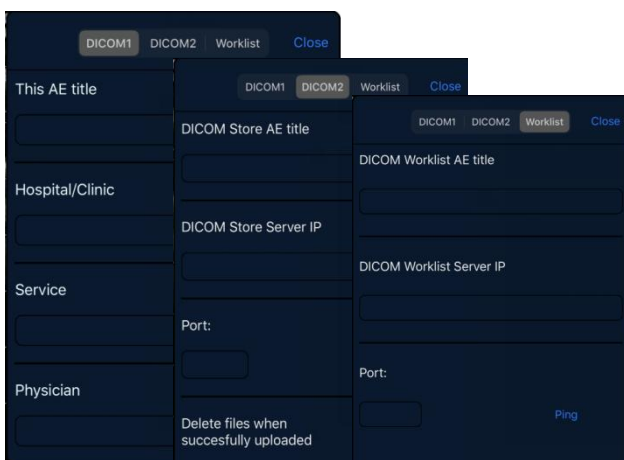 DICOM1 DICOM2 Worklist Close
This AE title
Hospital/Clinic
Service
Physician
DICOM1 DICOM2 Worklist Close
DICOM Store AE title
DICOM Store Server IP
Port:
Delete files when
succesfully uploaded
DICOM1 DICOM2 Worklist Close
DICOM Worklist AE title
DICOM Worklist Server IP
Port:
Ping